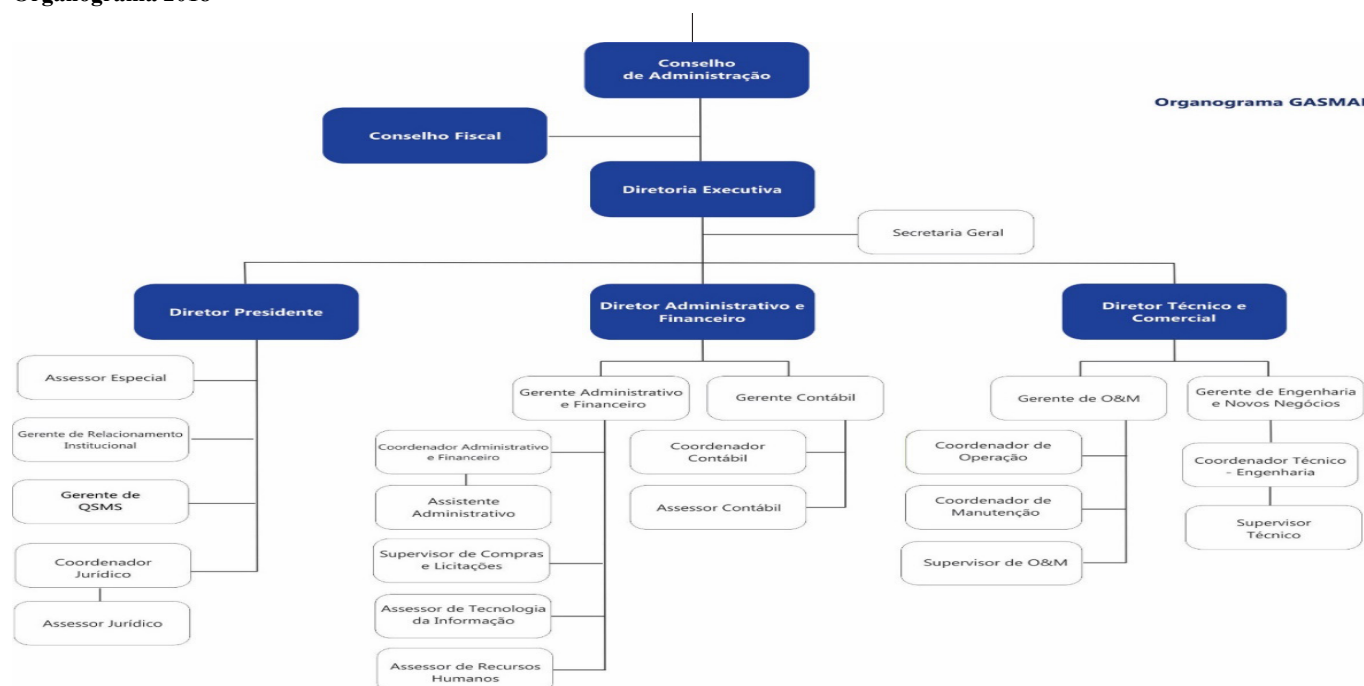 Conselho
de Administração
Organograma GASMAR
Conselho Fiscal
Diretoria Executiva
Secretaria Geral
Diretor Presidente
Diretor Administrativo e
Financeiro
Diretor Técnico e
Comercial
Assessor Especial
Gerente de Relacionamento
Institucional
Gerente de
QSMS
Coordenador
Jurídico
Assessor Jurídico
Gerente Administrativo
e Financeiro
Gerente Contábil
Coordenador Administrativo
e Financeiro
Assistente
Administrativo
Supervisor de Compras
e Licitações
Assessor de Tecnologia
da Informação
Assessor de Recursos
Humanos
Coordenador
Contábil
Assessor Contábil
Gerente de O&M
Gerente de Engenharia
e Novos Negócios
Coordenador de
Operação
Coordenador de
Manutenção
Supervisor de O&M
Coordenador Técnico
- Engenharia
Supervisor
Técnico